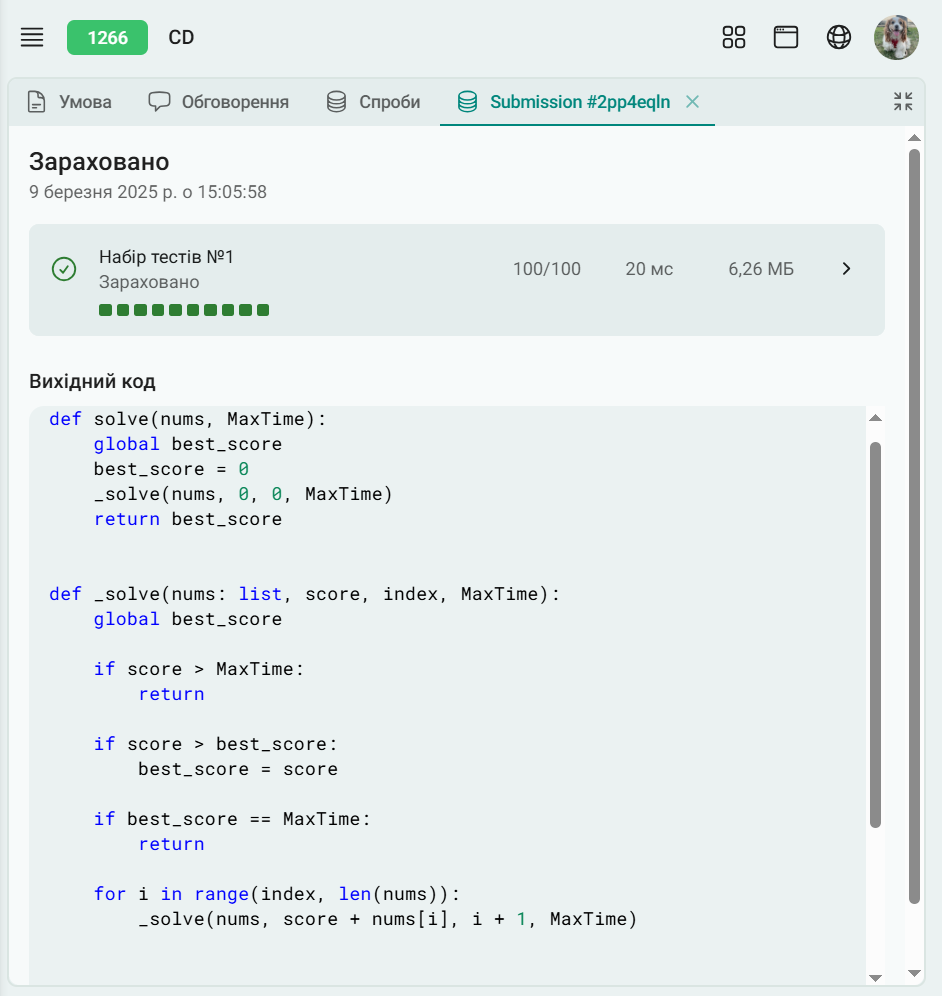 1266 CD
Умова Обговорення Спроби Submission #2pp4eqln
Зараховано
9 березня 2025 р. о 15:05:58
Набір тестів №1
Зараховано
100/100 20 мс 6,26 МБ
Вихідний код
def solve(nums, MaxTime):
    global best_score
    best_score = 0
    _solve(nums, 0, 0, MaxTime)
    return best_score
def _solve(nums: list, score, index, MaxTime):
    global best_score
    if score > MaxTime:
        return
    if score > best_score:
        best_score = score
    if best_score == MaxTime:
        return
    for i in range(index, len(nums)):
        _solve(nums, score + nums[i], i + 1, MaxTime)